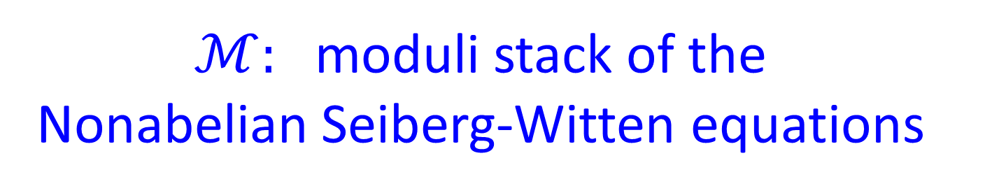 ℳ: moduli stack of the
Nonabelian Seiberg-Witten equations